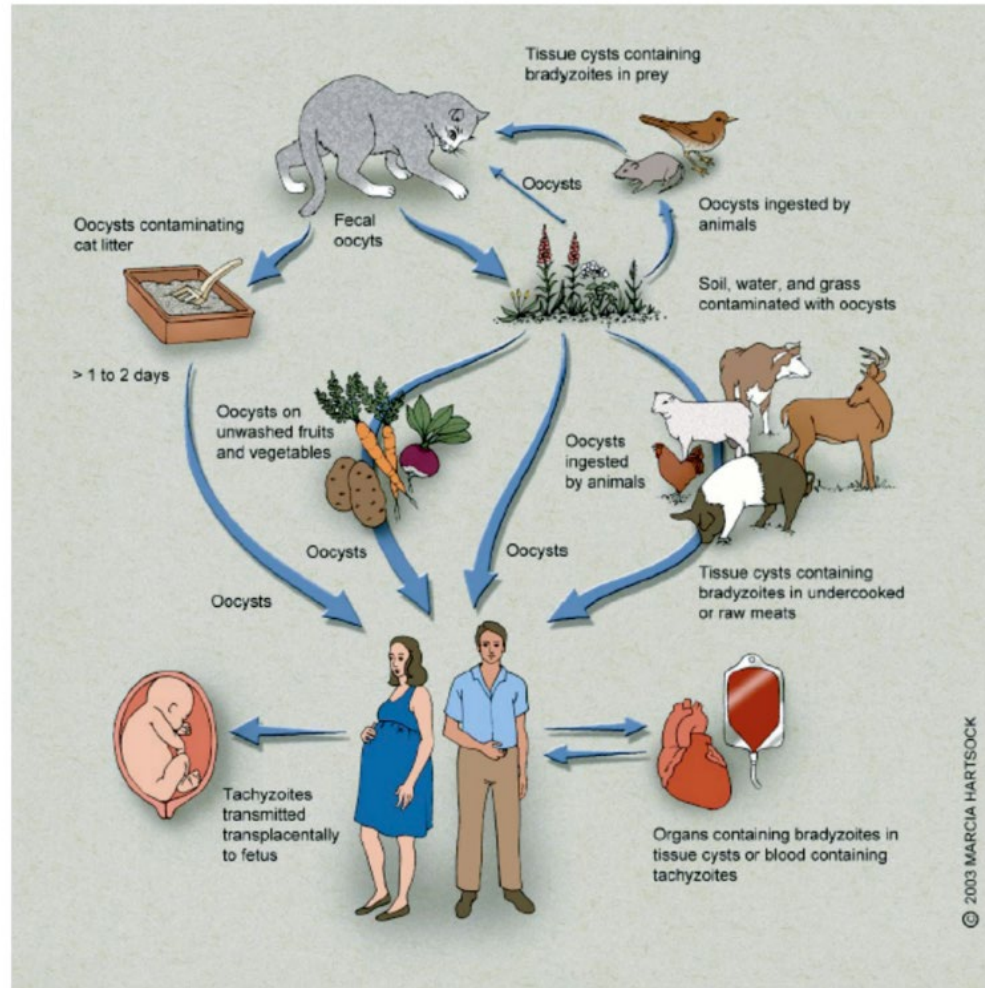 Tissue cysts containing
bradyzoites in prey
Oocysts
Oocysts ingested by
animals
Fecal
oocyts
Oocysts contaminating
cat litter
Soil, water, and grass
contaminated with oocysts
> 1 to 2 days
Oocysts on
unwashed fruits
and vegetables
Oocysts
ingested
by animals
Oocysts
Oocysts
Oocysts
Tissue cysts containing
bradyzoites in undercooked
or raw meats
Tachyzoites
transmitted
transplacentally
to fetus
Organs containing bradyzoites in
tissue cysts or blood containing
tachyzoites
© 2003 MARCIA HARTSOCK